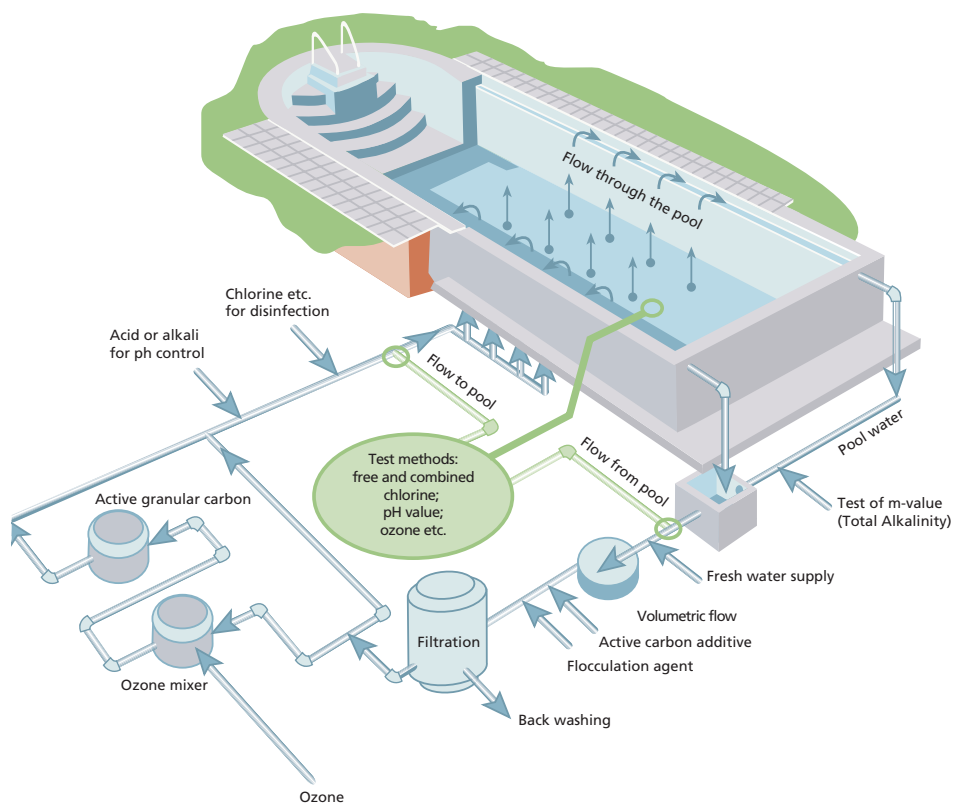 Flow through the pool
Chlorine etc.
for disinfection
Acid or alkali
for ph control
Flow to pool
Flow from pool
Pool water
Test methods:
free and combined
chlorine;
pH value;
ozone etc.
Test of m-value
(Total Alkalinity)
Active granular carbon
Fresh water supply
Volumetric flow
Active carbon additive
Flocculation agent
Filtration
Ozone mixer
Back washing
Ozone